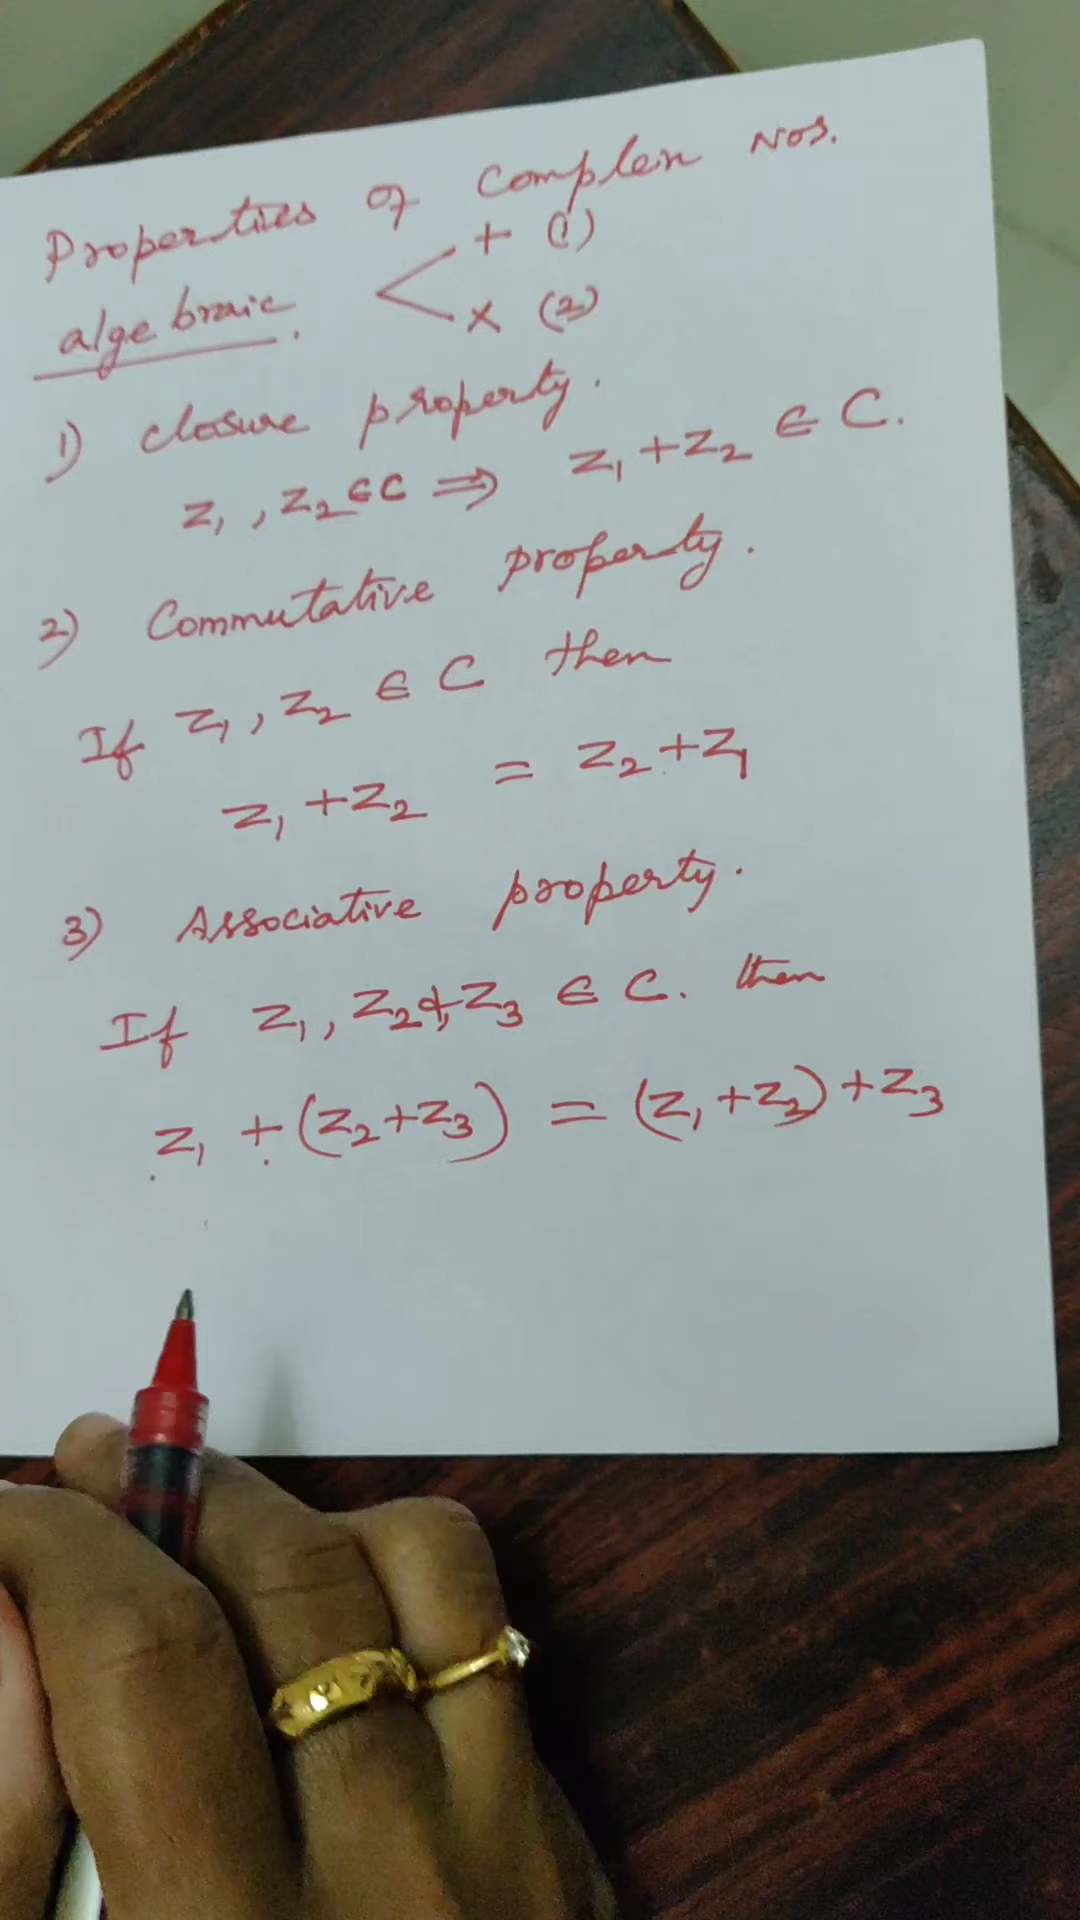 Properties of Complex Nos.
algebraic. < + (1)
× (2)
1) closure property.
z₁, z₂ ∈ C ⇒ z₁ + z₂ ∈ C.
2) Commutative property.
If z₁, z₂ ∈ C then
z₁ + z₂ = z₂ + z₁
3) Associative property.
If z₁, z₂ & z₃ ∈ C. then
z₁ + (z₂ + z₃) = (z₁ + z₂) + z₃